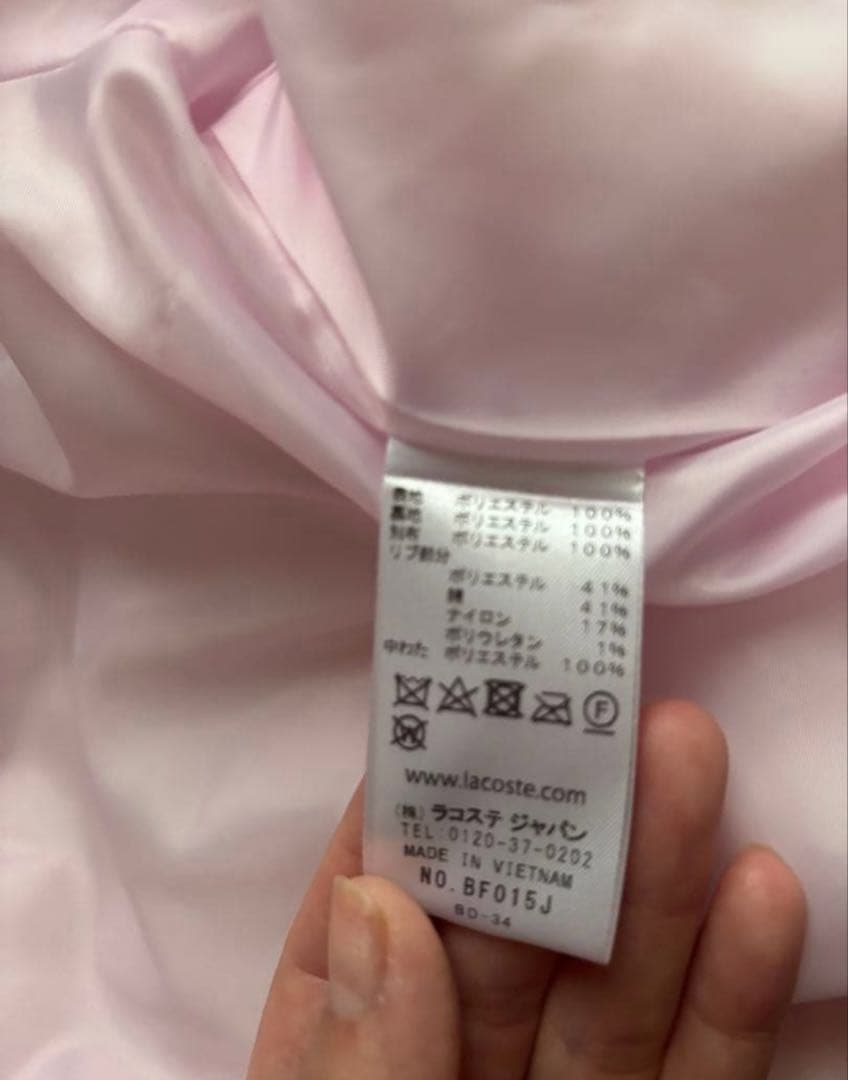 表地 ポリエステル 100%
裏地 ポリエステル 100%
別布 ポリエステル 100%
リブ部分
ポリエステル 41%
綿 41%
ナイロン 17%
ポリウレタン 1%
中わた ポリエステル 100%
F
W
www.lacoste.com
(株) ラコステ ジャパン
TEL:0120-37-0202
MADE IN VIETNAM
NO. BF015J
SD-34